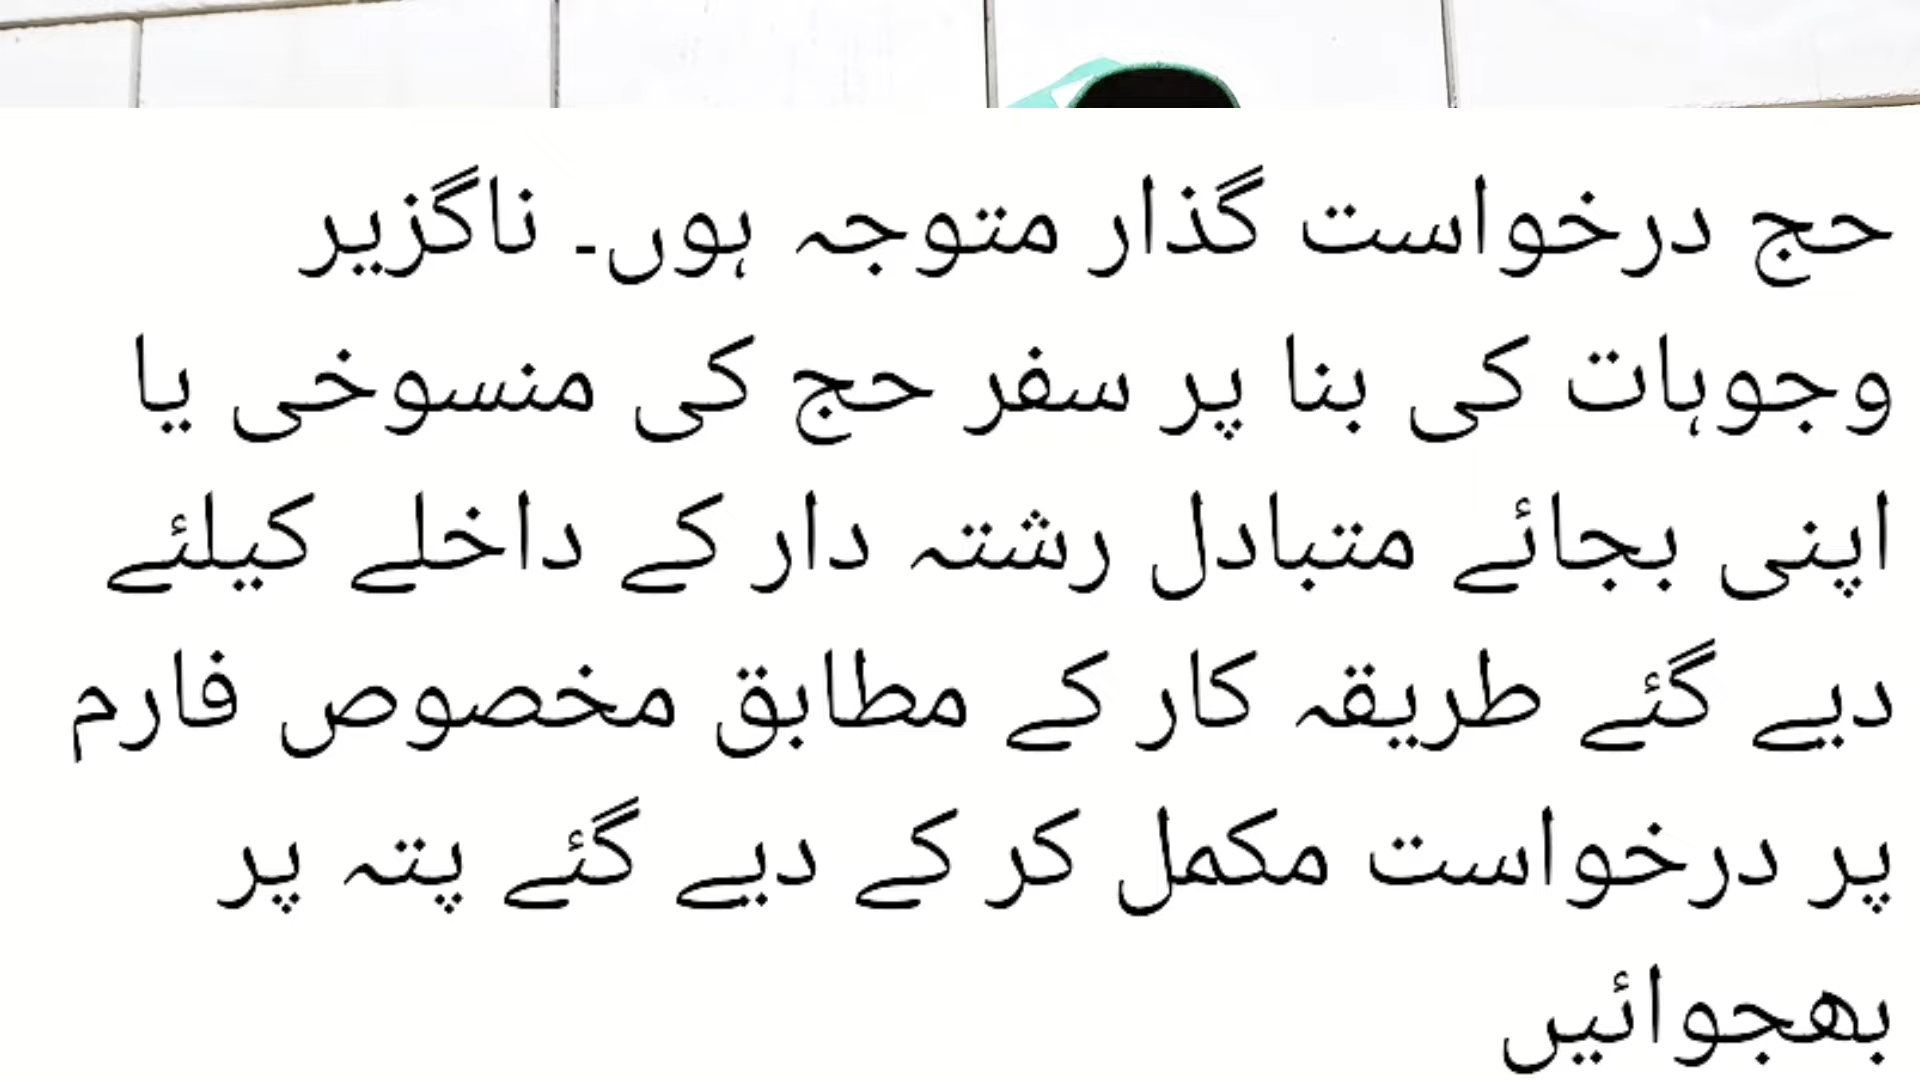 حج درخواست گذار متوجہ ہوں۔ ناگزیر
وجوہات کی بنا پر سفر حج کی منسوخی یا
اپنی بجائے متبادل رشتہ دار کے داخلے کیلئے
دیے گئے طریقہ کار کے مطابق مخصوص فارم
پر درخواست مکمل کر کے دیے گئے پتہ پر
بھجوائیں